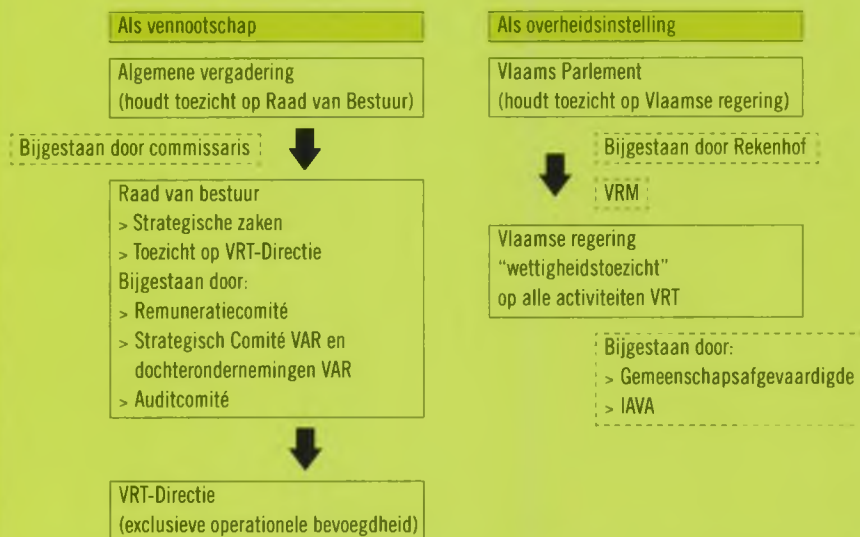 Als vennootschap
Algemene vergadering
(houdt toezicht op Raad van Bestuur)
Bijgestaan door commissaris
Raad van bestuur
> Strategische zaken
> Toezicht op VRT-Directie
Bijgestaan door:
> Remuneratiecomité
> Strategisch Comité VAR en
dochterondernemingen VAR
> Auditcomité
VRT-Directie
(exclusieve operationele bevoegdheid)
Als overheidsinstelling
Vlaams Parlement
(houdt toezicht op Vlaamse regering)
Bijgestaan door Rekenhof
VRM
Vlaamse regering
“wettigheidstoezicht”
op alle activiteiten VRT
Bijgestaan door:
> Gemeenschapsafgevaardigde
> IAVA